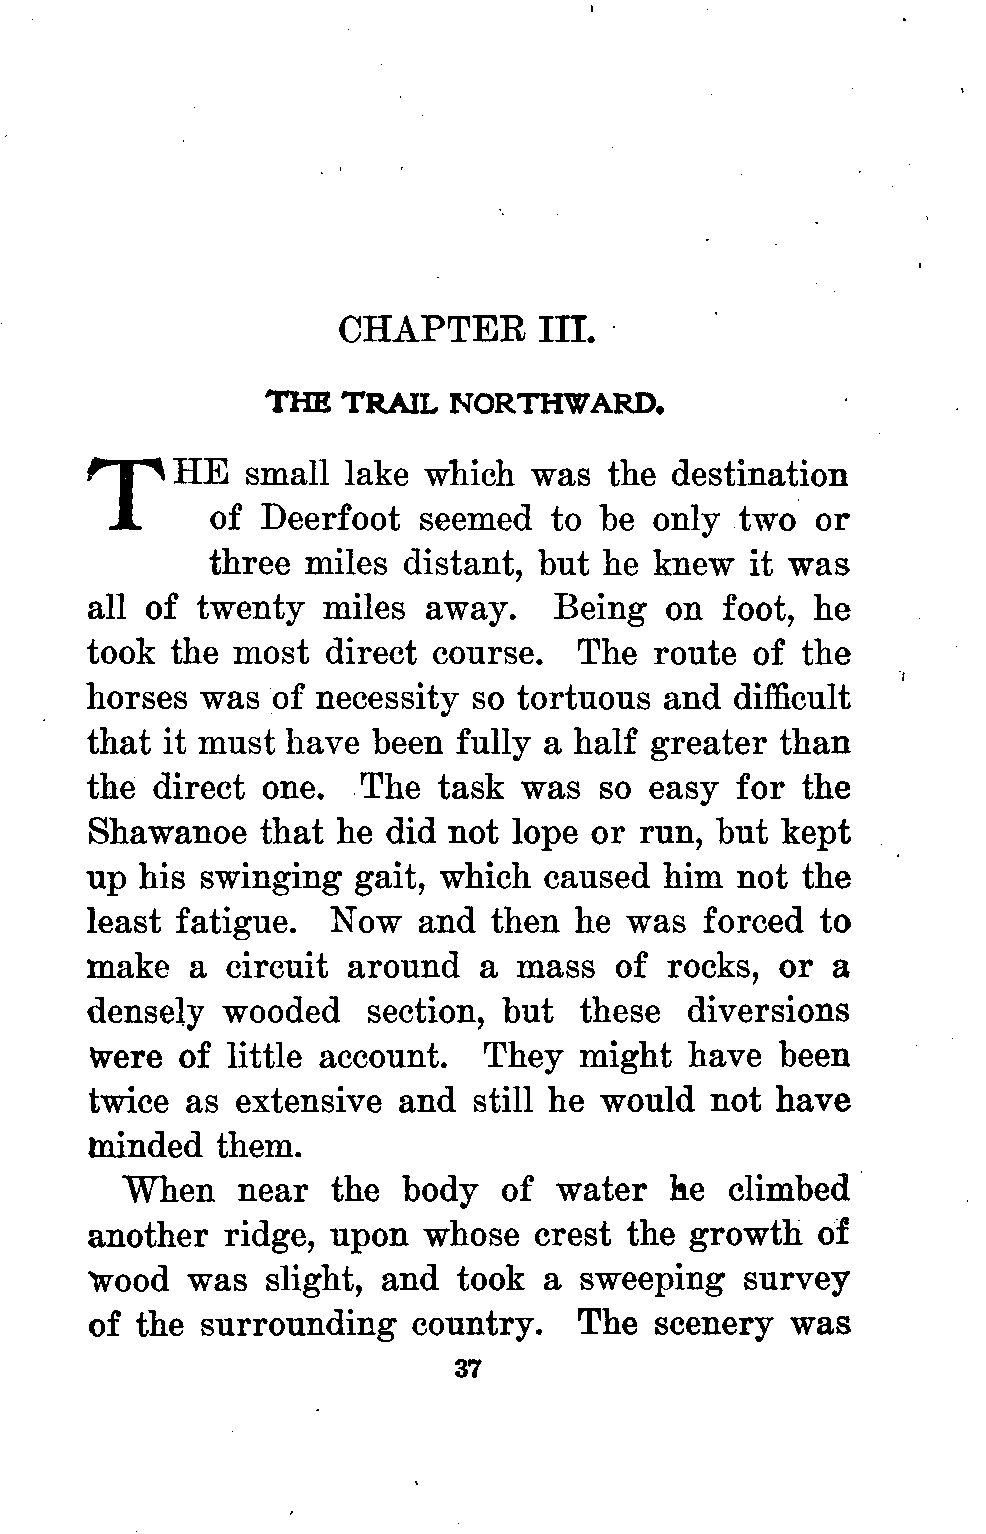 CHAPTER III.
THE TRAIL NORTHWARD.
THE small lake which was the destination
of Deerfoot seemed to be only two or
three miles distant, but he knew it was
all of twenty miles away. Being on foot, he
took the most direct course. The route of the
horses was of necessity so tortuous and difficult
that it must have been fully a half greater than
the direct one. The task was so easy for the
Shawanoe that he did not lope or run, but kept
up his swinging gait, which caused him not the
least fatigue. Now and then he was forced to
make a circuit around a mass of rocks, or a
densely wooded section, but these diversions
were of little account. They might have been
twice as extensive and still he would not have
minded them.
When near the body of water he climbed
another ridge, upon whose crest the growth of
wood was slight, and took a sweeping survey
of the surrounding country. The scenery was
37